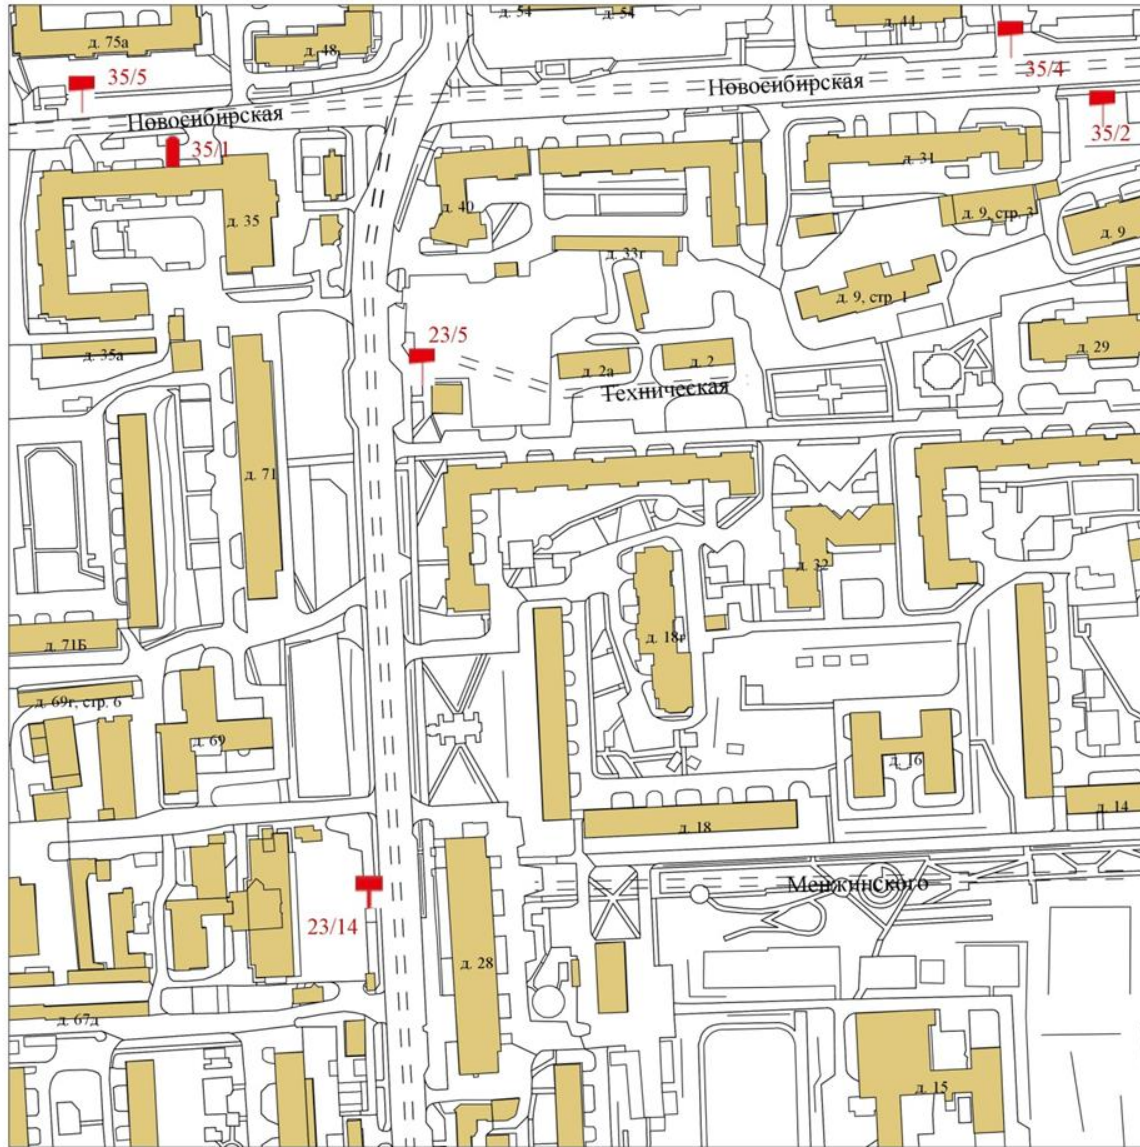 д. 54
д. 54
д. 44
д. 75а
д. 48
35/5
35/4
Новосибирская
Новосибирская
35/2
35/1
д. 31
д. 35
д. 40
д. 9, стр. 3
д. 9
д. 33г
д. 9, стр. 1
23/5
д. 35а
д. 2а
д. 2
д. 29
Техническая
д. 71
д. 32
д. 18г
д. 71Б
д. 69г, стр. 6
д. 69
д. 16
д. 18
д. 14
Менжинского
23/14
д. 28
д. 67д
д. 15